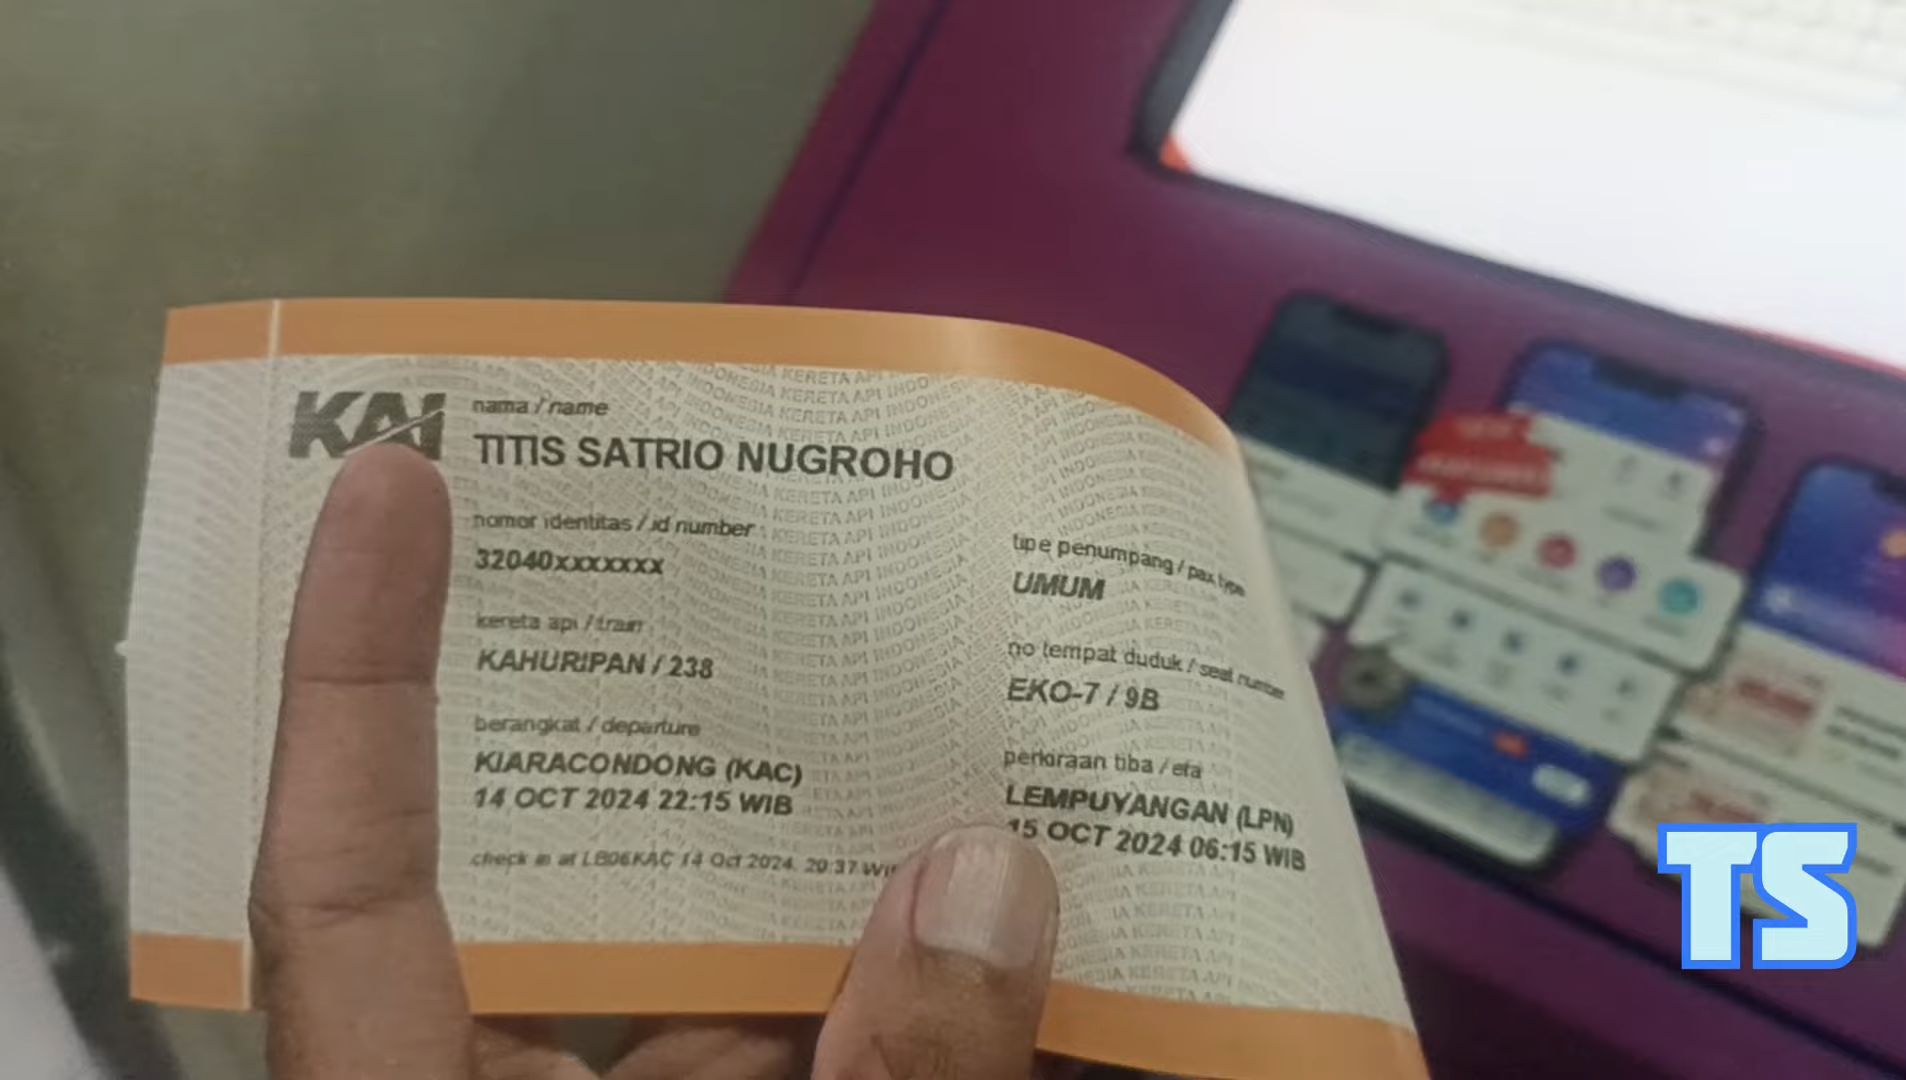 KAI
nama / name
TITIS SATRIO NUGROHO
nomor identitas / id number
32040xxxxxxx
kereta api / train
KAHURIPAN / 238
berangkat / departure
KIARACONDONG (KAC)
14 OCT 2024 22:15 WIB
check in at LB06KAC 14 Oct 2024, 20:37 WIB
tipe penumpang / pax type
UMUM
no tempat duduk / seat number
EKO-7 / 9B
perkiraan tiba / eta
LEMPUYANGAN (LPN)
15 OCT 2024 06:15 WIB
TS